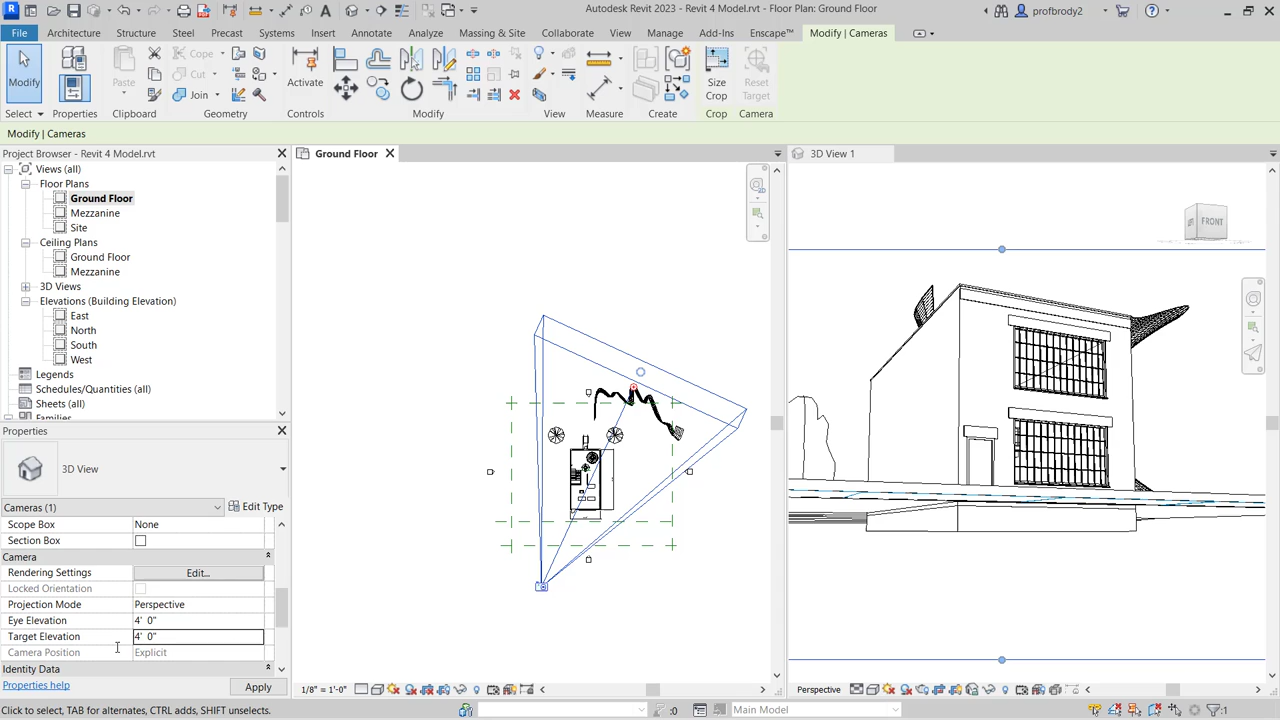 Autodesk Revit 2023 - Revit 4 Model.rvt - Floor Plan: Ground Floor
profbrody2
File
Architecture
Structure
Steel
Precast
Systems
Insert
Annotate
Analyze
Massing & Site
Collaborate
View
Manage
Add-Ins
Enscape™
Modify | Cameras
Modify
Paste
Cope
Cut
Join
Activate
Size
Crop
Reset
Target
Select
Properties
Clipboard
Geometry
Controls
Modify
View
Measure
Create
Crop
Camera
Modify | Cameras
Project Browser - Revit 4 Model.rvt
Views (all)
Floor Plans
Ground Floor
Mezzanine
Site
Ceiling Plans
Ground Floor
Mezzanine
3D Views
Elevations (Building Elevation)
East
North
South
West
Legends
Schedules/Quantities (all)
Sheets (all)
Families
Properties
3D View
Cameras (1)
Edit Type
Scope Box None
Section Box
Camera
Rendering Settings Edit...
Locked Orientation
Projection Mode Perspective
Eye Elevation 4' 0"
Target Elevation 4' 0"
Camera Position Explicit
Identity Data
Properties help
Apply
Ground Floor
3D View 1
FRONT
1/8" = 1'-0"
Perspective
Click to select, TAB for alternates, CTRL adds, SHIFT unselects.
:0
Main Model
:1